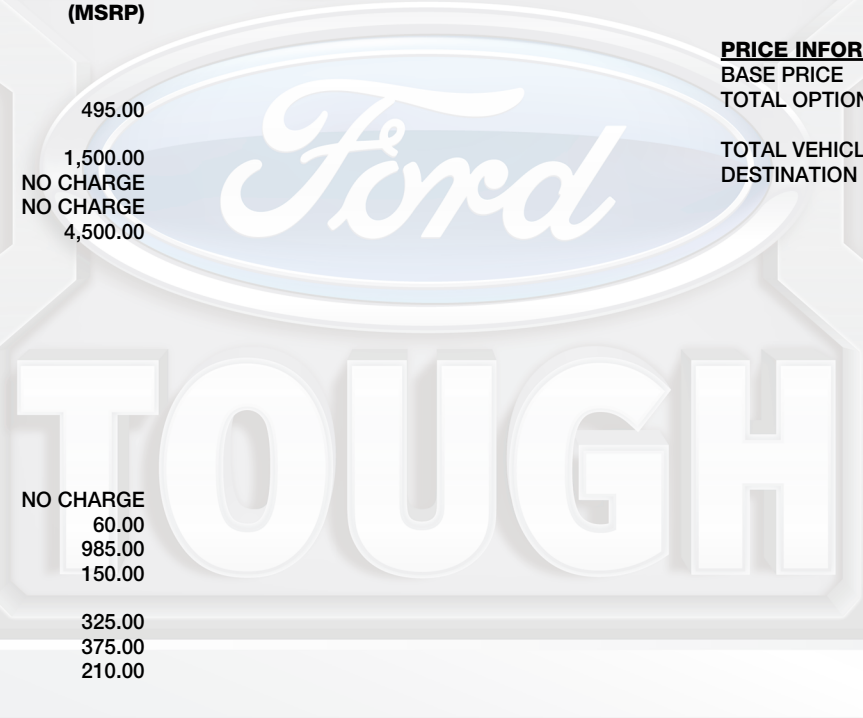 (MSRP)
495.00
1,500.00
NO CHARGE
NO CHARGE
4,500.00
NO CHARGE
60.00
985.00
150.00
325.00
375.00
210.00
PRICE INFOR
BASE PRICE
TOTAL OPTION
TOTAL VEHICL
DESTINATION
Ford
TOUGH